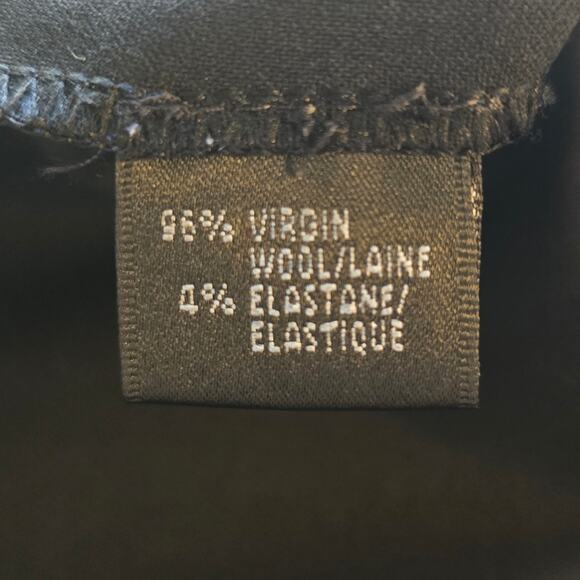 96% VIRGIN
WOOL/LAINE
4% ELASTANE/
ELASTIQUE